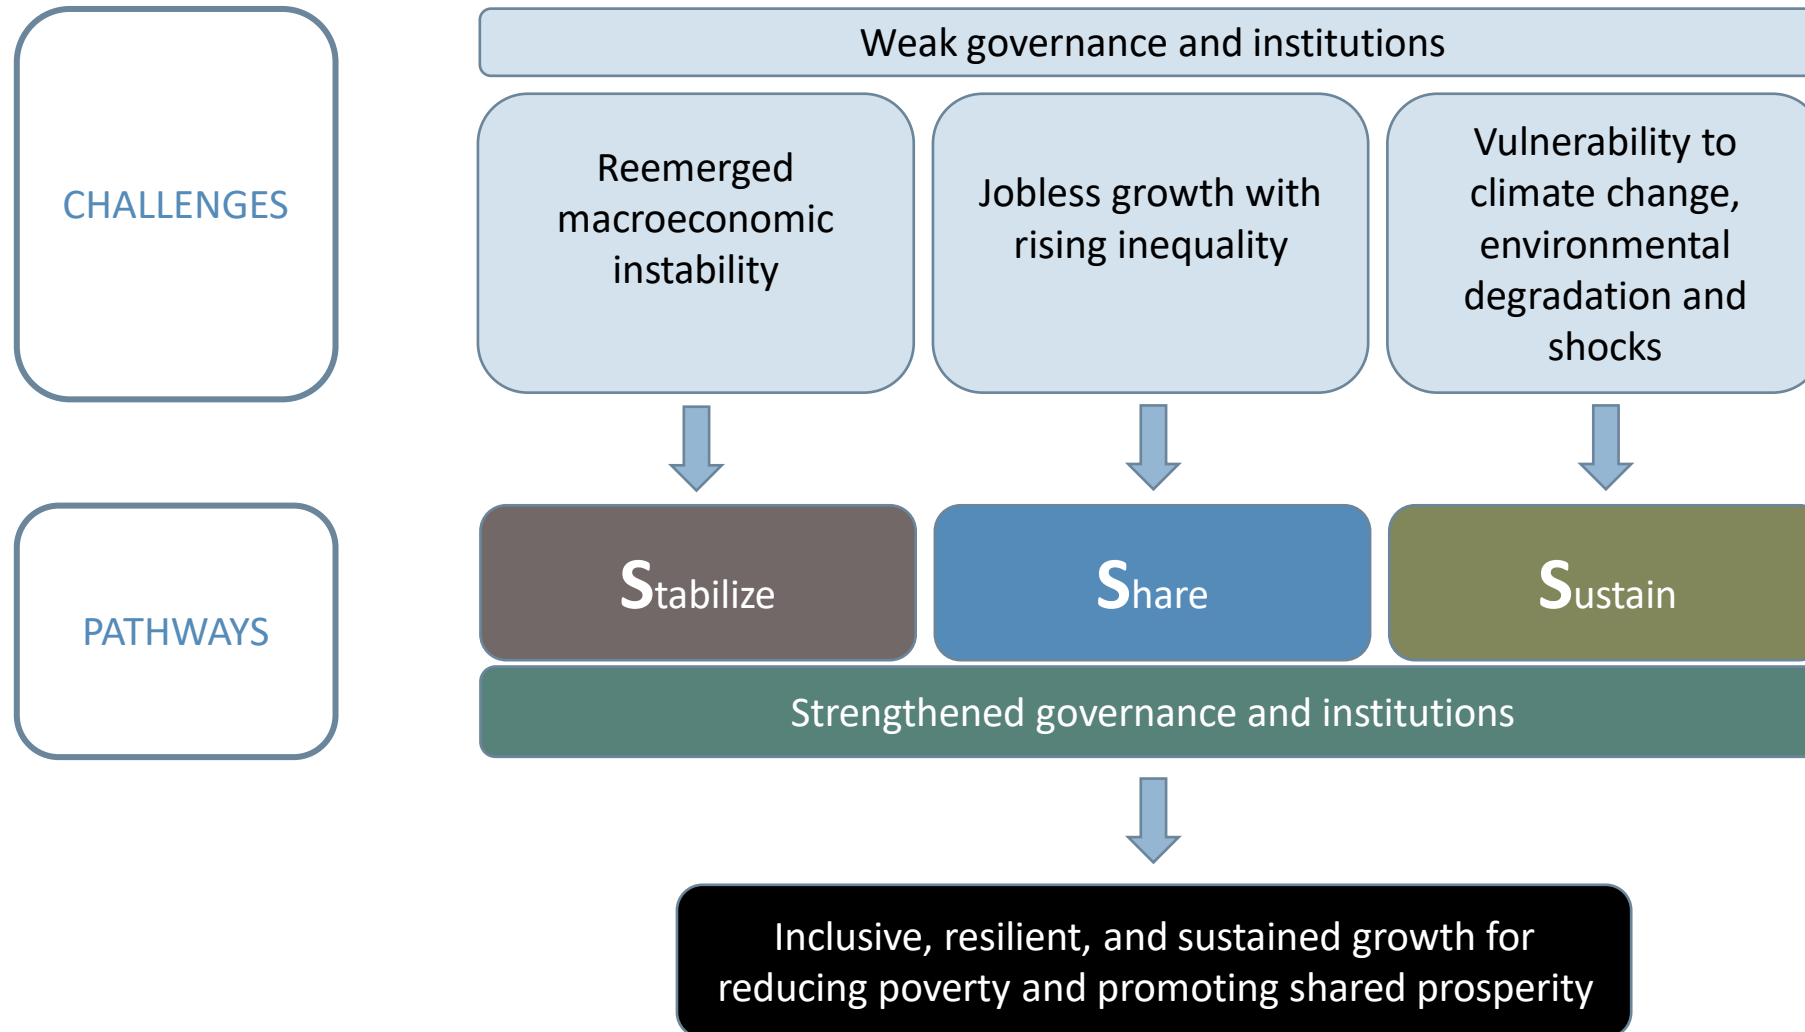 Weak governance and institutions
CHALLENGES
Reemerged
macroeconomic
instability
Jobless growth with
rising inequality
Vulnerability to
climate change,
environmental
degradation and
shocks
PATHWAYS
Stabilize
Share
Sustain
Strengthened governance and institutions
Inclusive, resilient, and sustained growth for
reducing poverty and promoting shared prosperity